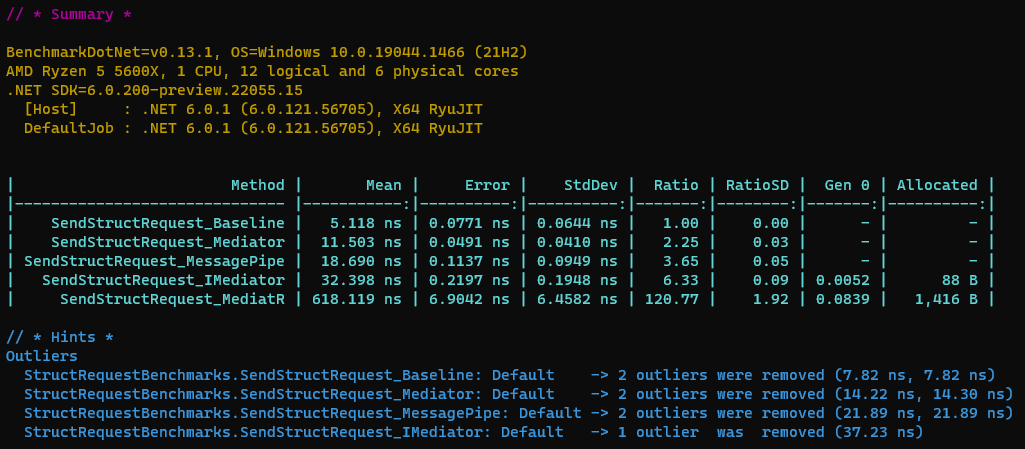 // * Summary *
BenchmarkDotNet=v0.13.1, OS=Windows 10.0.19044.1466 (21H2)
AMD Ryzen 5 5600X, 1 CPU, 12 logical and 6 physical cores
.NET SDK=6.0.200-preview.22055.15
  [Host]     : .NET 6.0.1 (6.0.121.56705), X64 RyuJIT
  DefaultJob : .NET 6.0.1 (6.0.121.56705), X64 RyuJIT
|                        Method |       Mean |     Error |    StdDev |  Ratio | RatioSD |  Gen 0 | Allocated |
|------------------------------ |-----------:|----------:|----------:|-------:|--------:|-------:|----------:|
|    SendStructRequest_Baseline |   5.118 ns | 0.0771 ns | 0.0644 ns |   1.00 |    0.00 |      – |         – |
|    SendStructRequest_Mediator |  11.503 ns | 0.0491 ns | 0.0410 ns |   2.25 |    0.03 |      – |         – |
| SendStructRequest_MessagePipe |  18.690 ns | 0.1137 ns | 0.0949 ns |   3.65 |    0.05 |      – |         – |
|   SendStructRequest_IMediator |  32.398 ns | 0.2197 ns | 0.1948 ns |   6.33 |    0.09 | 0.0052 |      88 B |
|     SendStructRequest_MediatR | 618.119 ns | 6.9042 ns | 6.4582 ns | 120.77 |    1.92 | 0.0839 |   1,416 B |
// * Hints *
Outliers
  StructRequestBenchmarks.SendStructRequest_Baseline: Default    -> 2 outliers were removed (7.82 ns, 7.82 ns)
  StructRequestBenchmarks.SendStructRequest_Mediator: Default    -> 2 outliers were removed (14.22 ns, 14.30 ns)
  StructRequestBenchmarks.SendStructRequest_MessagePipe: Default -> 2 outliers were removed (21.89 ns, 21.89 ns)
  StructRequestBenchmarks.SendStructRequest_IMediator: Default   -> 1 outlier  was  removed (37.23 ns)